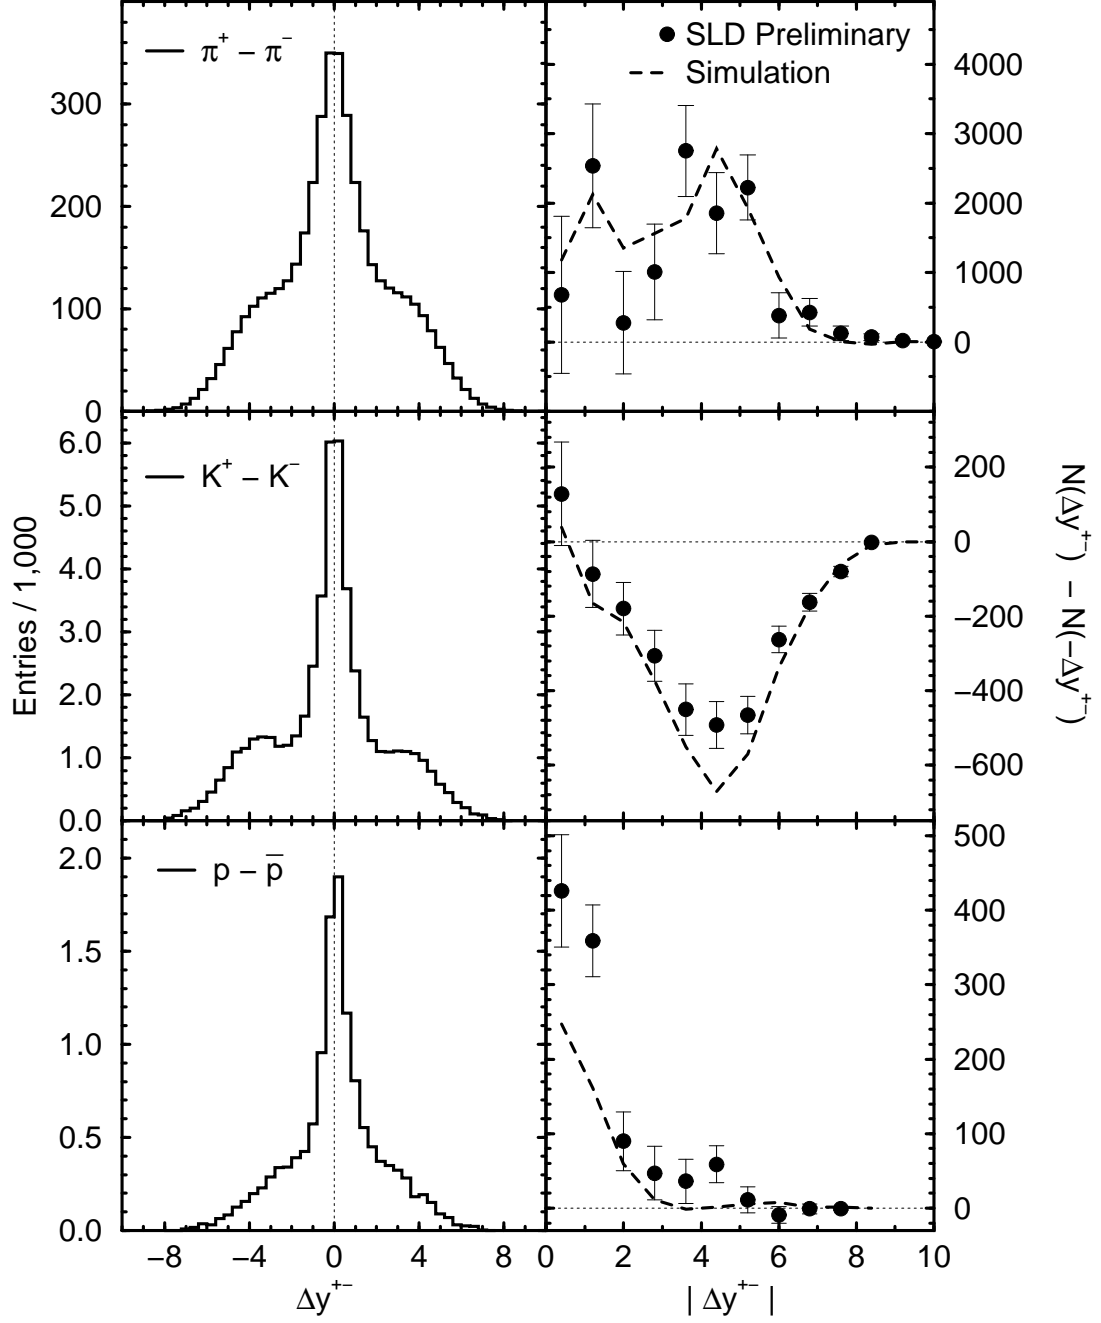 π⁺ – π⁻
SLD Preliminary
Simulation
300
200
100
0
4000
3000
2000
1000
0
K⁺ – K⁻
6.0
5.0
4.0
3.0
2.0
1.0
0.0
200
0
−200
−400
−600
Entries / 1,000
N(Δy⁺⁻) – N(−Δy⁺⁻)
p – p̅
2.0
1.5
1.0
0.5
0.0
500
400
300
200
100
0
−8 −4 0 4 8
0 2 4 6 8 10
Δy⁺⁻
| Δy⁺⁻ |